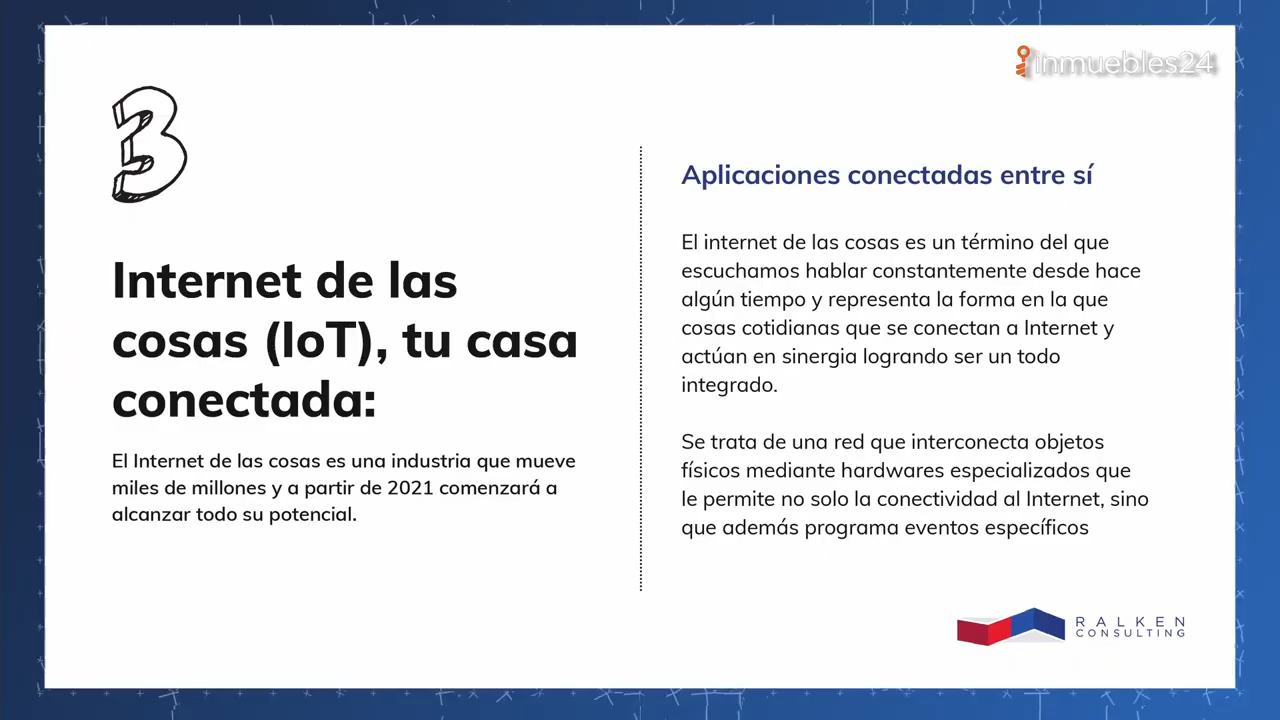 inmuebles24
3
Internet de las
cosas (IoT), tu casa
conectada:
El Internet de las cosas es una industria que mueve
miles de millones y a partir de 2021 comenzará a
alcanzar todo su potencial.
Aplicaciones conectadas entre sí
El internet de las cosas es un término del que
escuchamos hablar constantemente desde hace
algún tiempo y representa la forma en la que
cosas cotidianas que se conectan a Internet y
actúan en sinergia logrando ser un todo
integrado.
Se trata de una red que interconecta objetos
físicos mediante hardwares especializados que
le permite no solo la conectividad al Internet, sino
que además programa eventos específicos
RALKEN
CONSULTING